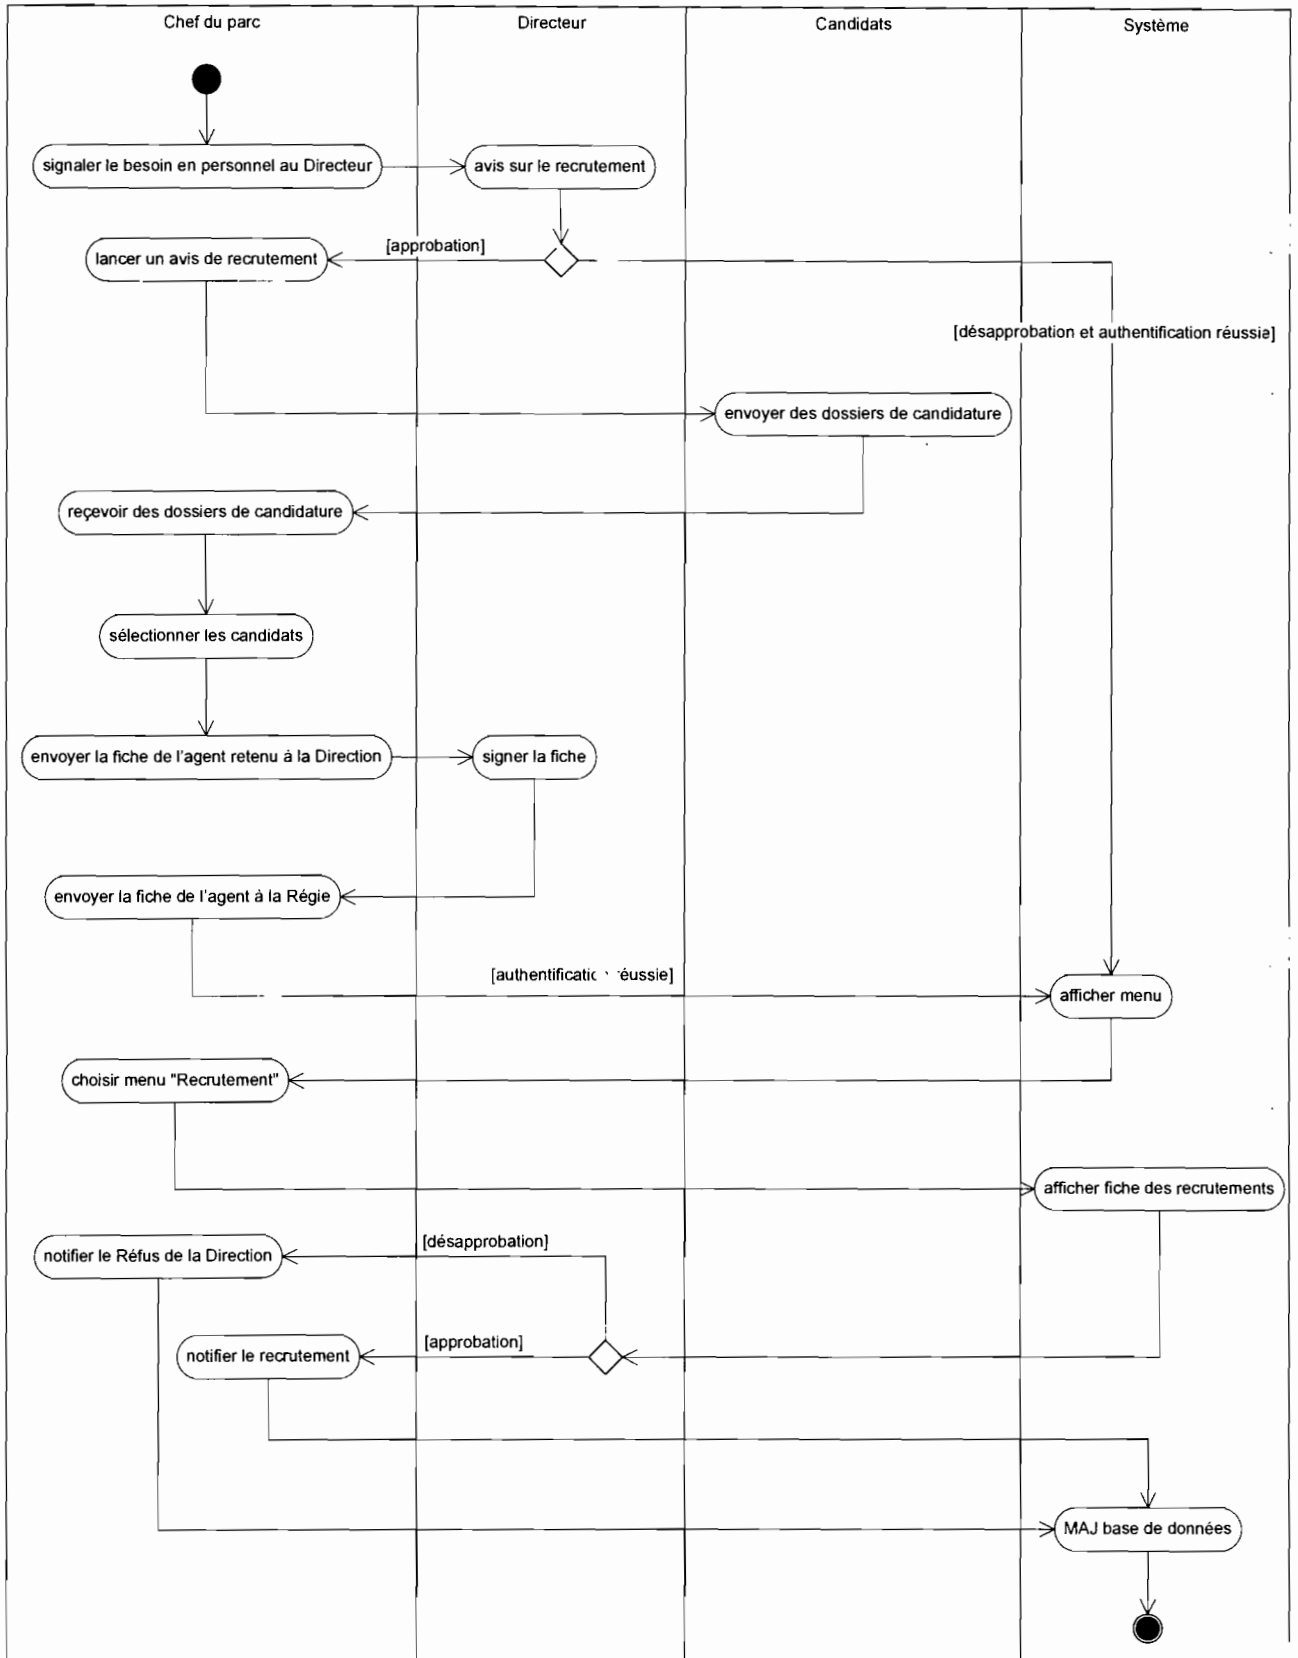 Chef du parc
Directeur
Candidats
Système
signaler le besoin en personnel au Directeur
avis sur le recrutement
lancer un avis de recrutement
[approbation]
[désapprobation et authentification réussie]
envoyer des dossiers de candidature
reçevoir des dossiers de candidature
sélectionner les candidats
envoyer la fiche de l'agent retenu à la Direction
signer la fiche
envoyer la fiche de l'agent à la Régie
[authentification réussie]
afficher menu
choisir menu "Recrutement"
afficher fiche des recrutements
notifier le Réfus de la Direction
[désapprobation]
notifier le recrutement
[approbation]
MAJ base de données